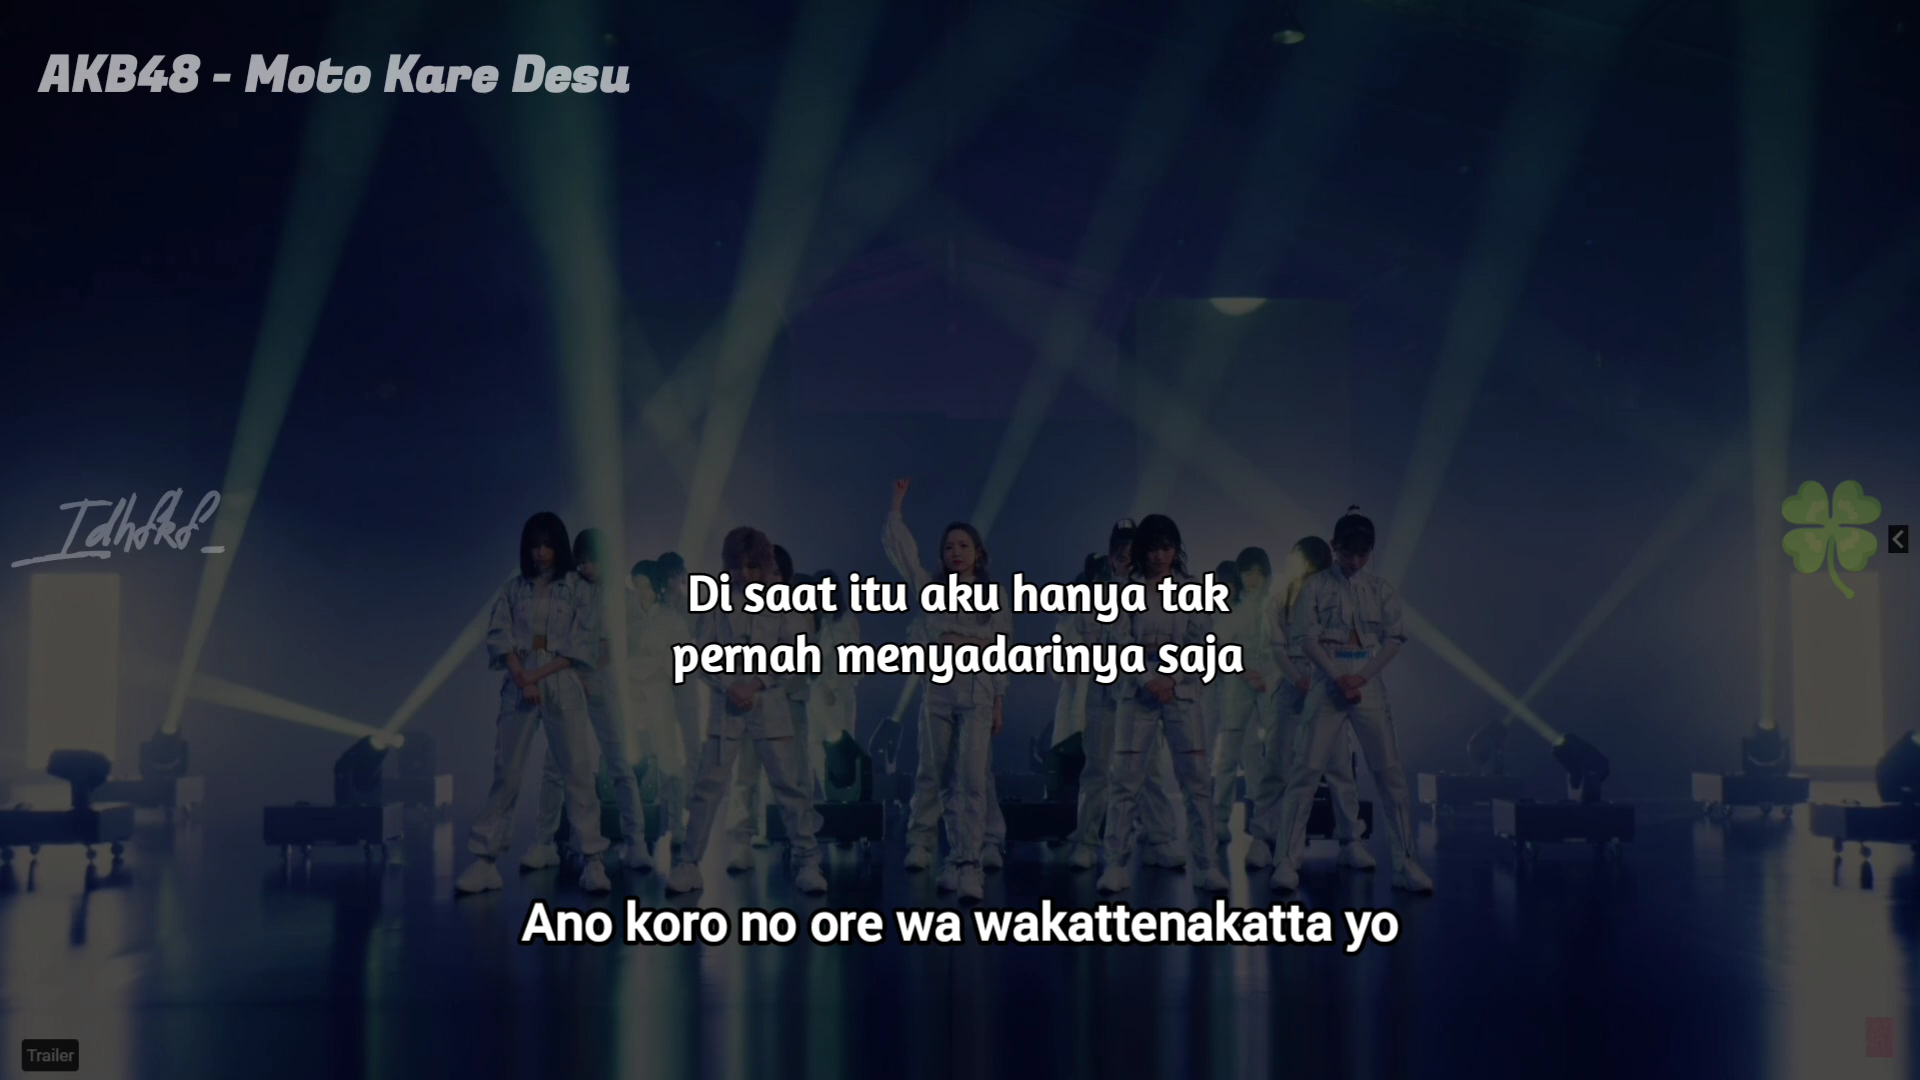 AKB48 - Moto Kare Desu
Idhoko_
Di saat itu aku hanya tak
pernah menyadarinya saja
Ano koro no ore wa wakattenakatta yo
Trailer